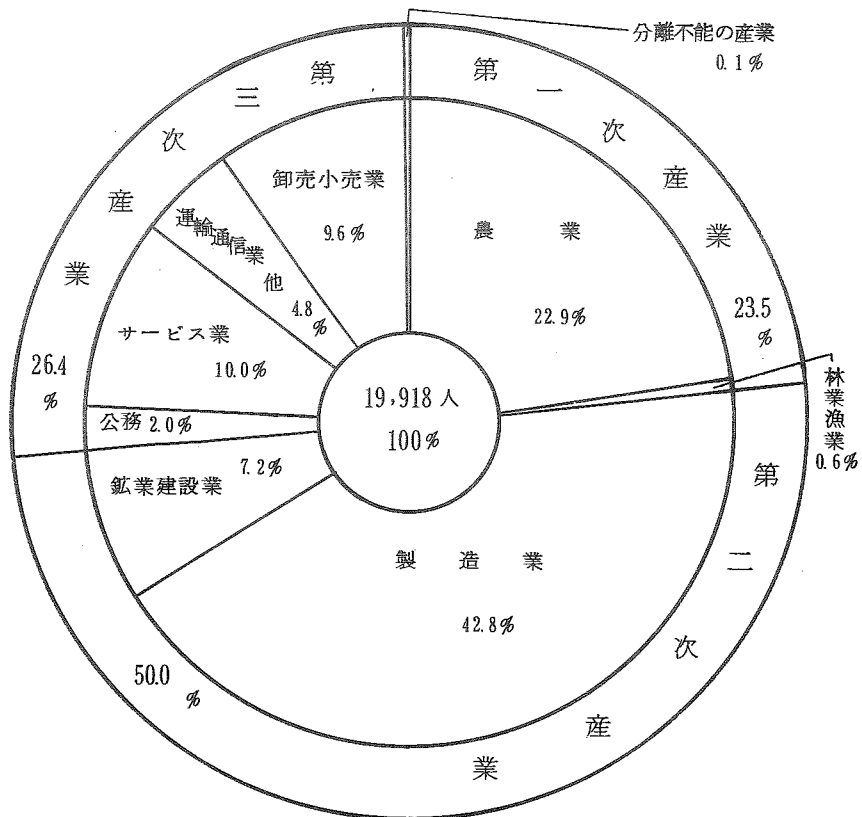 分離不能の産業
0.1%
第一次産業
23.5
%
農業
22.9%
林業漁業
0.6%
第二次産業
50.0
%
製造業
42.8%
鉱業建設業
7.2%
第三次産業
26.4
%
公務 2.0%
サービス業
10.0%
運輸通信業他
4.8
%
卸売小売業
9.6%
19,918人
100%